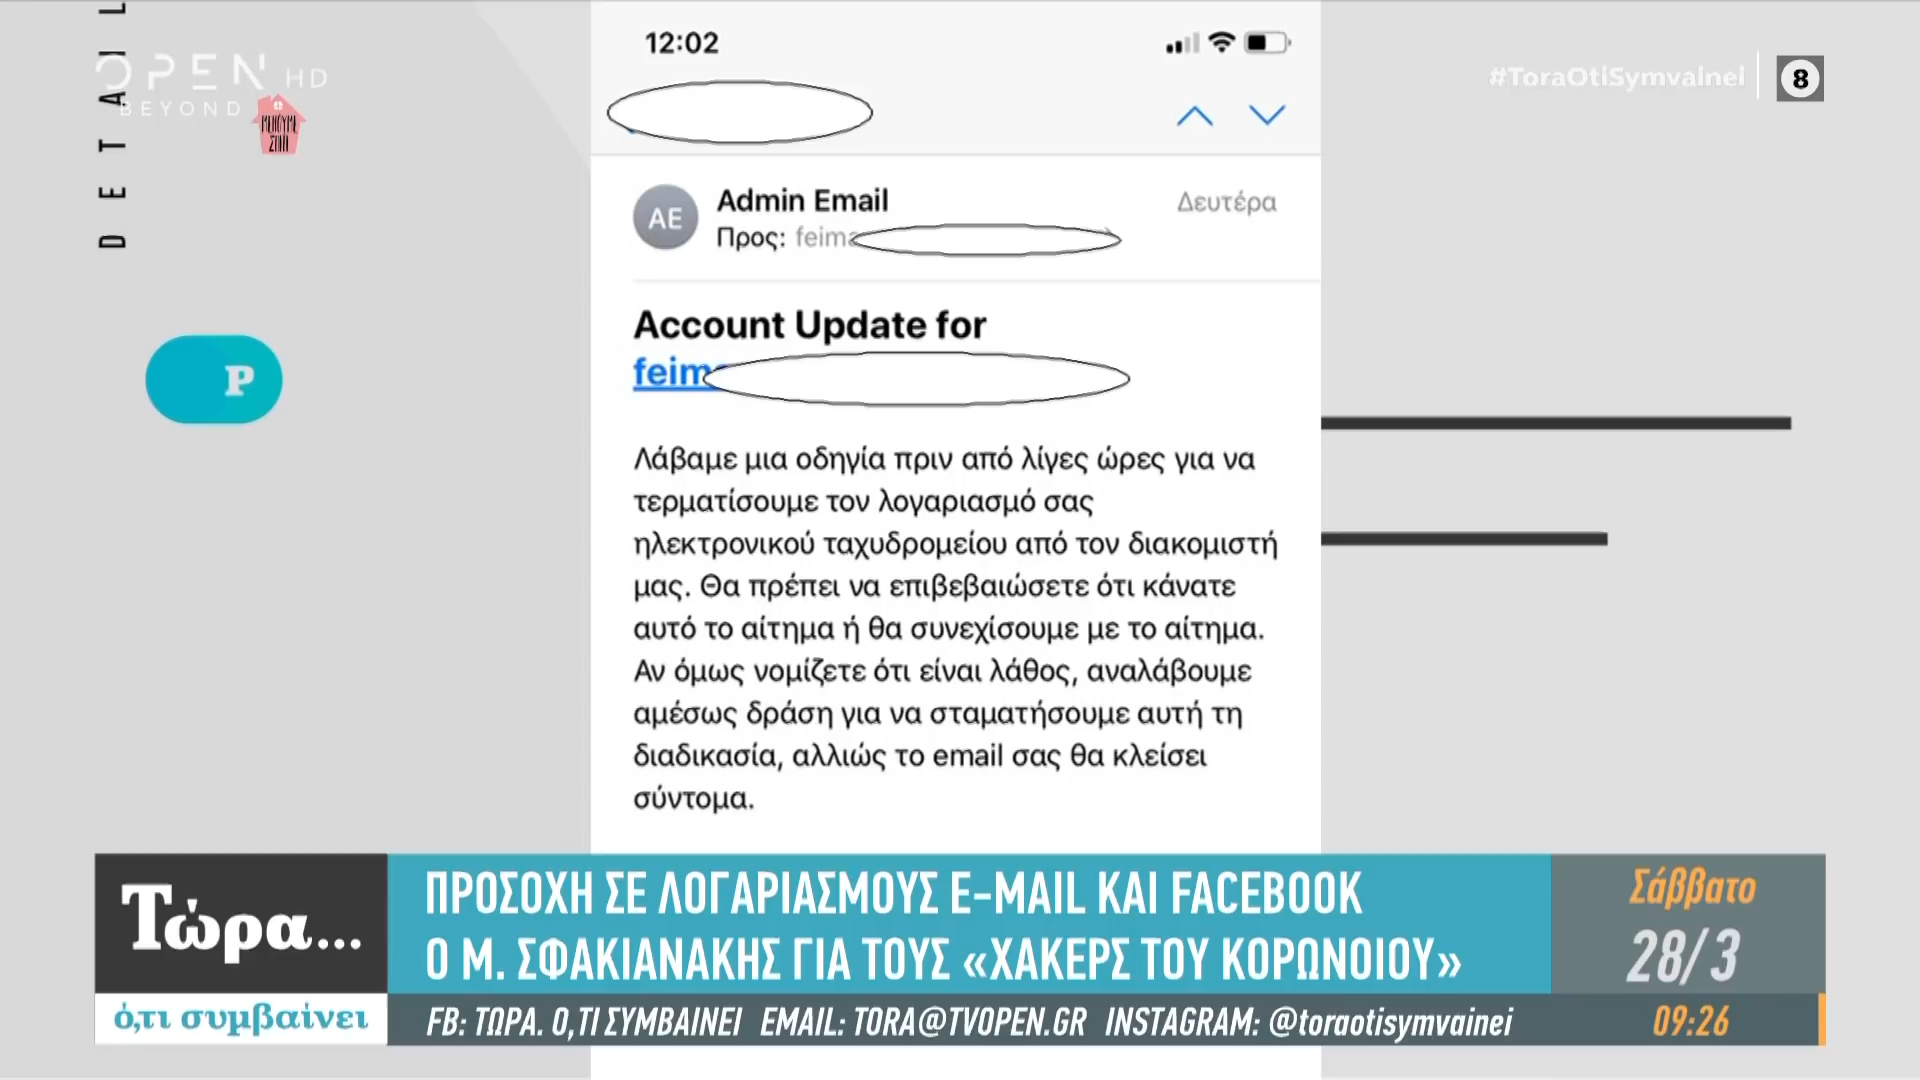 DETAIL
OPEN HD
BEYOND
ΜΕΝΟΥΜΕ
ΣΠΙΤΙ
#ToraOtiSymvainei
8
P
12:02
AE
Admin Email
Δευτέρα
Προς: feima
Account Update for
feima
Λάβαμε μια οδηγία πριν από λίγες ώρες για να
τερματίσουμε τον λογαριασμό σας
ηλεκτρονικού ταχυδρομείου από τον διακομιστή
μας. Θα πρέπει να επιβεβαιώσετε ότι κάνατε
αυτό το αίτημα ή θα συνεχίσουμε με το αίτημα.
Αν όμως νομίζετε ότι είναι λάθος, αναλάβουμε
αμέσως δράση για να σταματήσουμε αυτή τη
διαδικασία, αλλιώς το email σας θα κλείσει
σύντομα.
Τώρα...
ό,τι συμβαίνει
ΠΡΟΣΟΧΗ ΣΕ ΛΟΓΑΡΙΑΣΜΟΥΣ E-MAIL ΚΑΙ FACEBOOK
Ο Μ. ΣΦΑΚΙΑΝΑΚΗΣ ΓΙΑ ΤΟΥΣ «ΧΑΚΕΡΣ ΤΟΥ ΚΟΡΩΝΟΙΟΥ»
FB: ΤΩΡΑ. Ο,ΤΙ ΣΥΜΒΑΙΝΕΙ EMAIL: TORA@TVOPEN.GR INSTAGRAM: @toraotisymvainei
Σάββατο
28/3
09:26